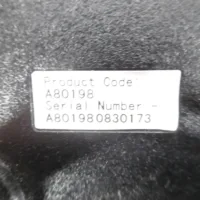 Product Code
A80198
Serial Number -
A801980830173